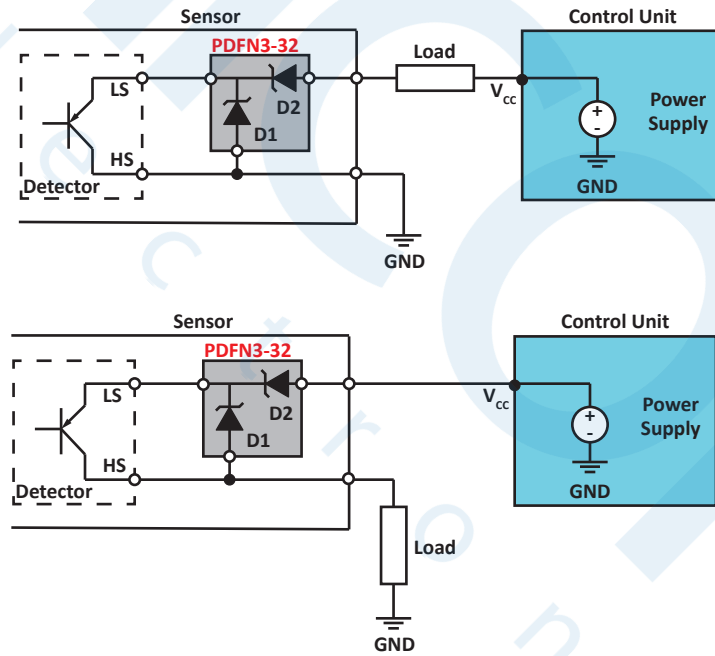 Sensor
Control Unit
PDFN3-32
LS
D2
D1
HS
Detector
Load
VCC
+
-
Power
Supply
GND
GND
Sensor
Control Unit
PDFN3-32
LS
D2
D1
HS
Detector
VCC
+
-
Power
Supply
GND
Load
GND